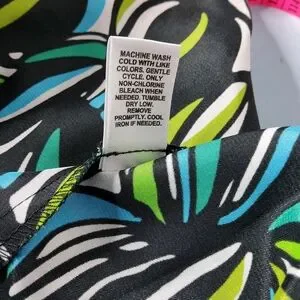 MACHINE WASH
COLD WITH LIKE
COLORS. GENTLE
CYCLE. ONLY
NON-CHLORINE
BLEACH WHEN
NEEDED. TUMBLE
DRY LOW.
REMOVE
PROMPTLY. COOL
IRON IF NEEDED.